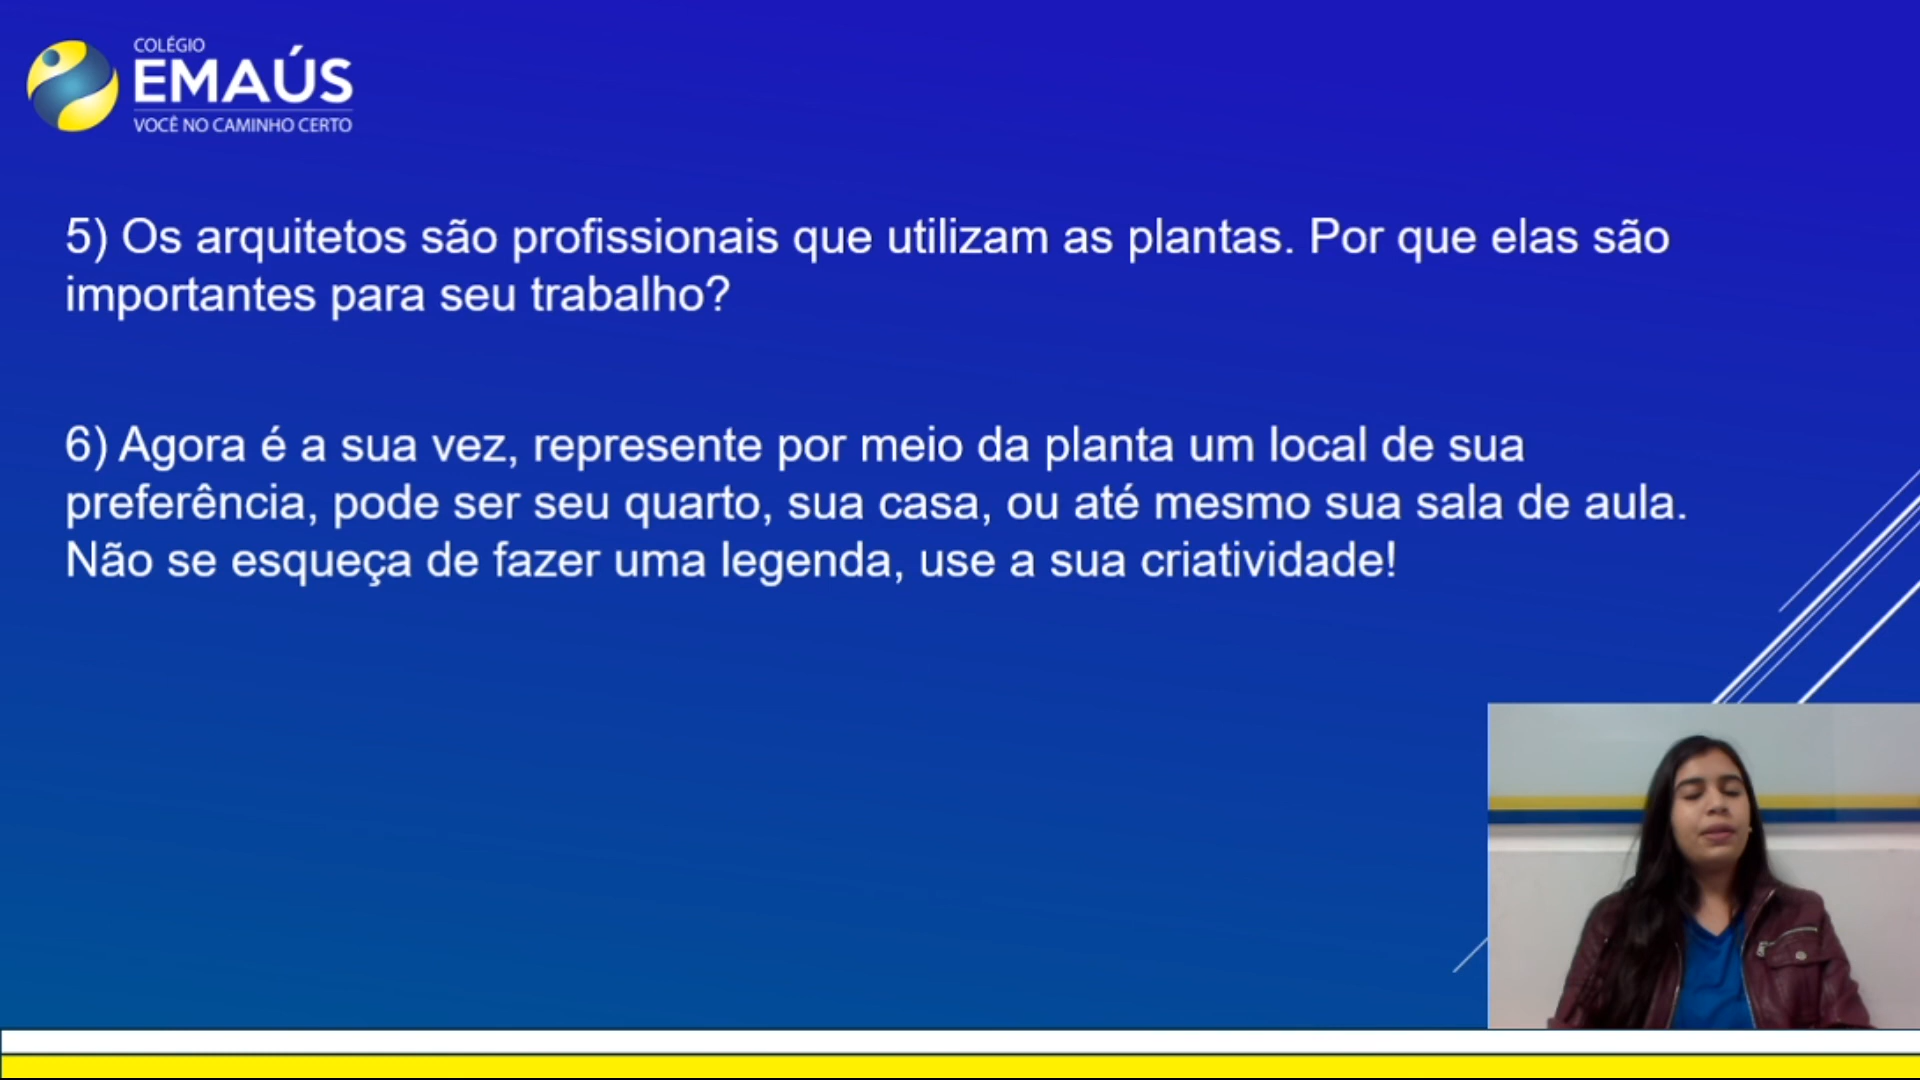 COLÉGIO
EMAÚS
VOCÊ NO CAMINHO CERTO
5) Os arquitetos são profissionais que utilizam as plantas. Por que elas são
importantes para seu trabalho?
6) Agora é a sua vez, represente por meio da planta um local de sua
preferência, pode ser seu quarto, sua casa, ou até mesmo sua sala de aula.
Não se esqueça de fazer uma legenda, use a sua criatividade!